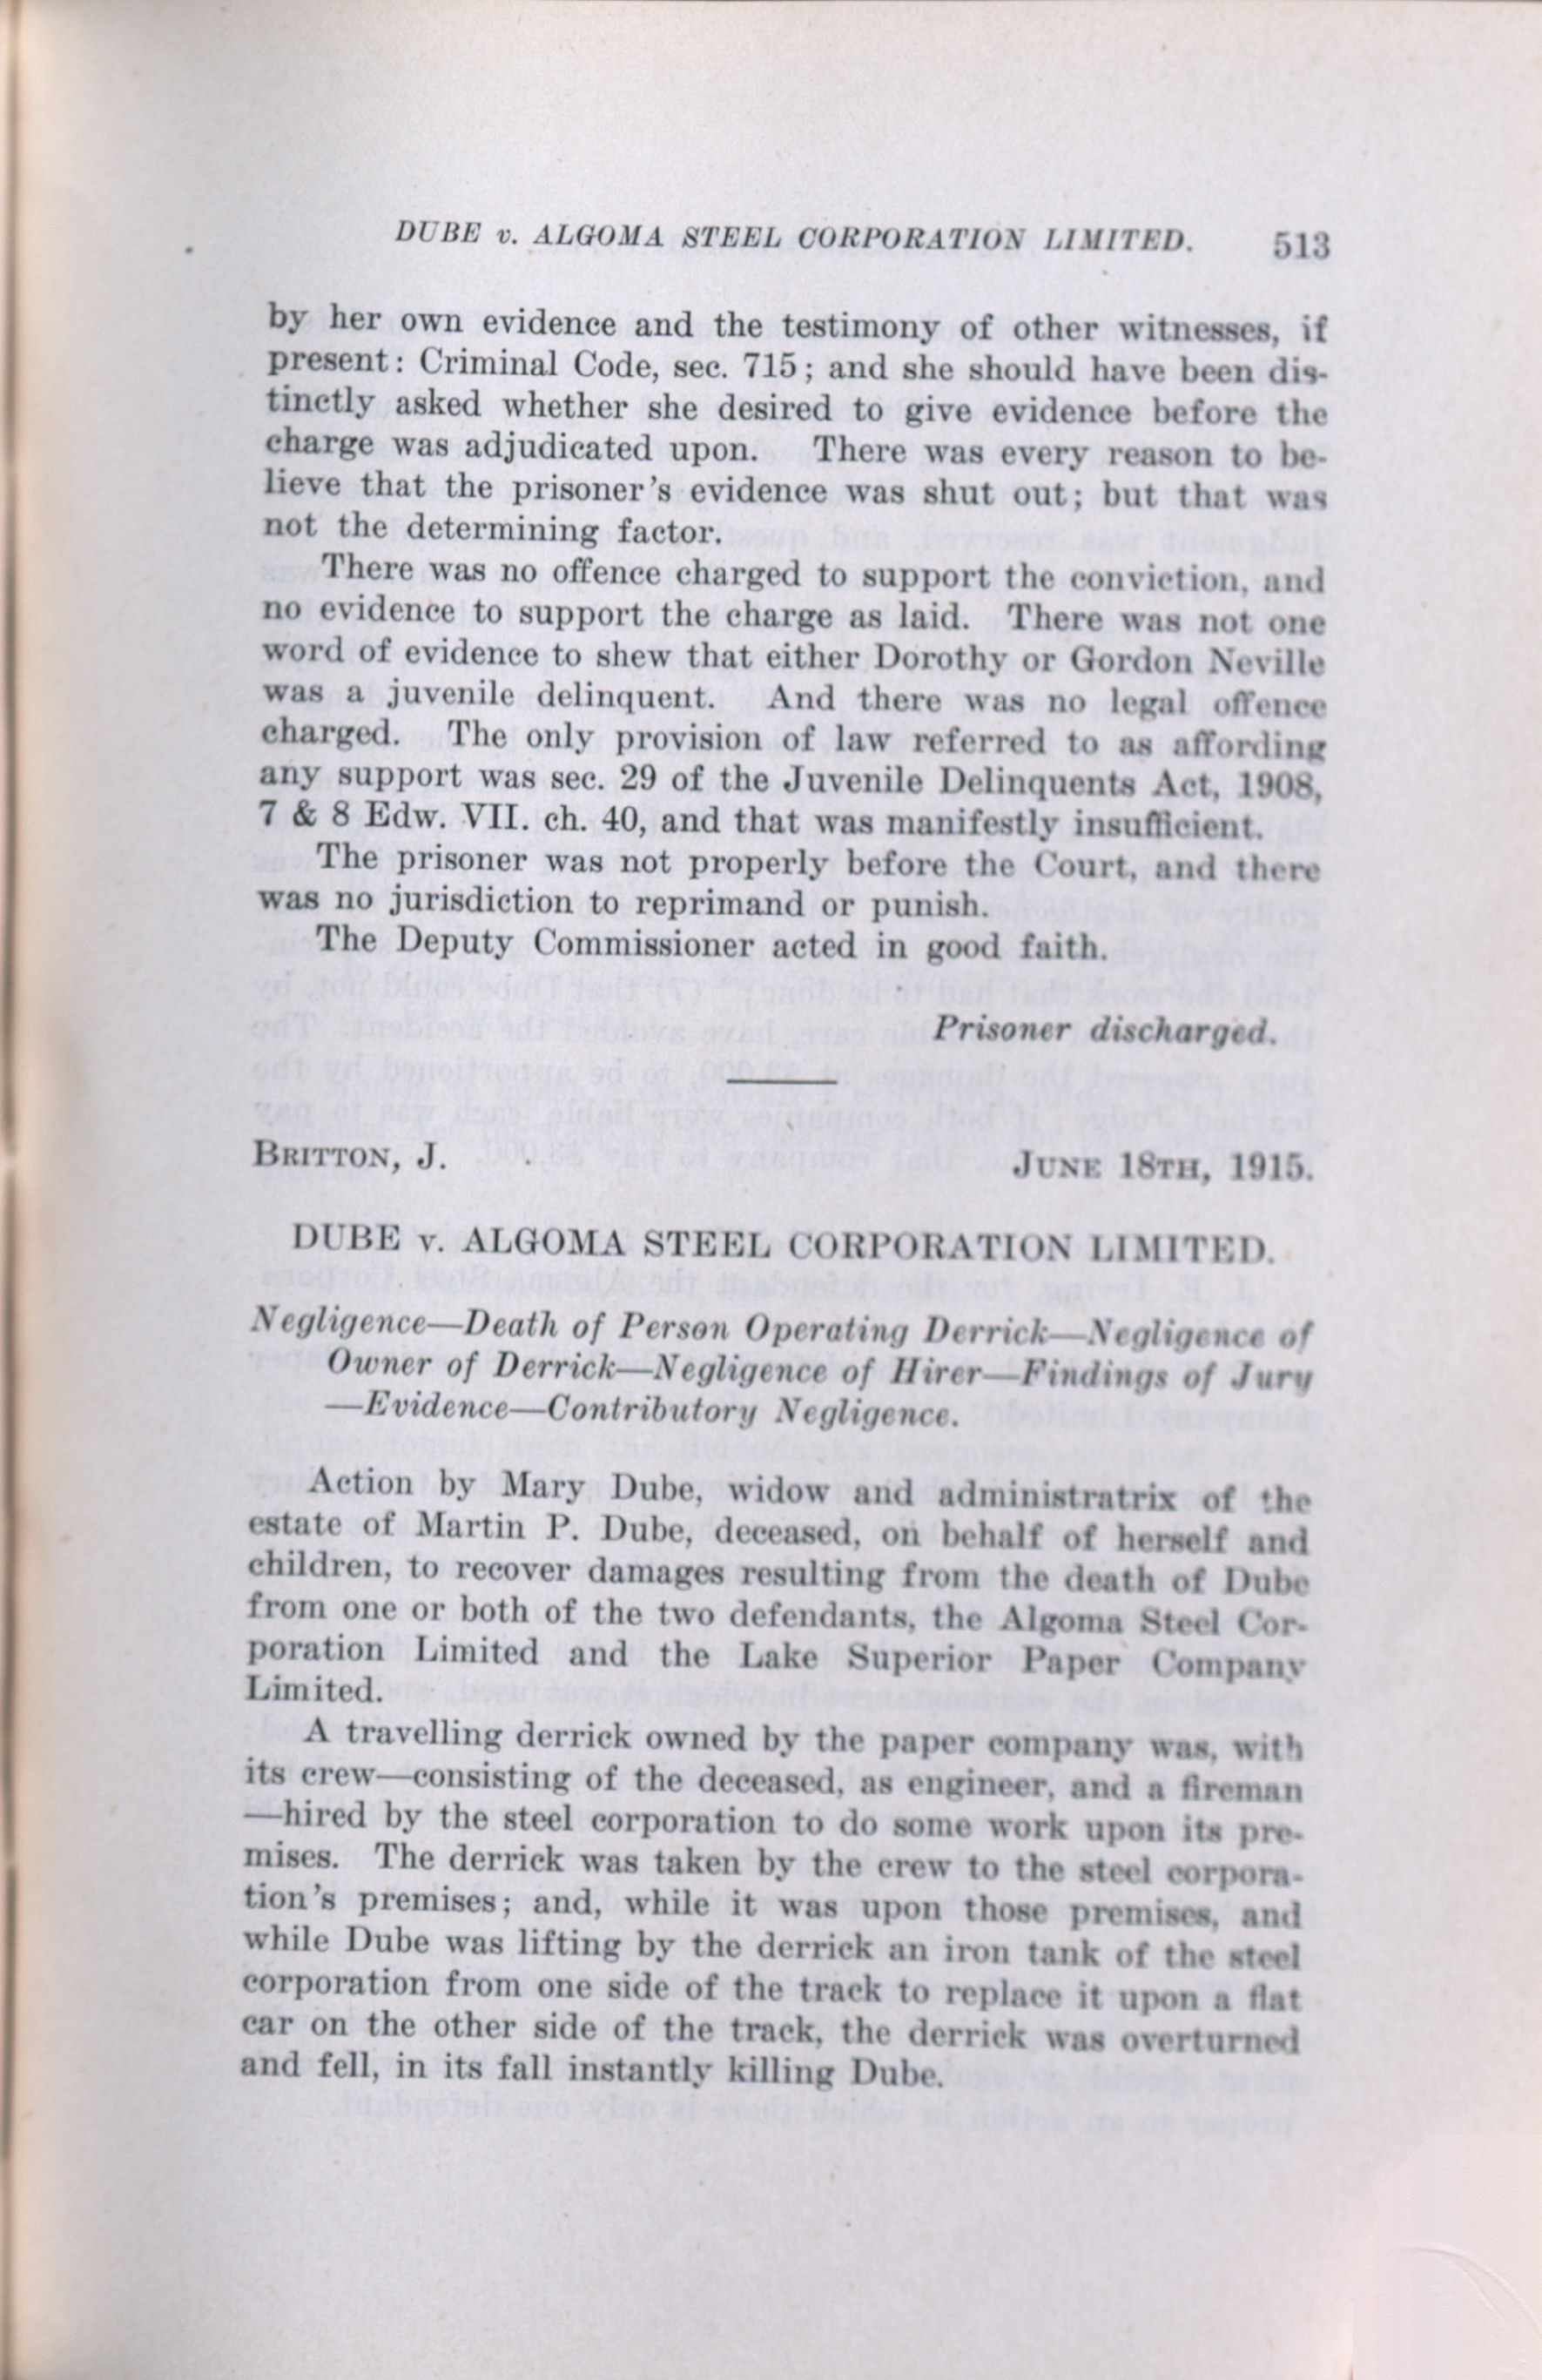 DUBE v. ALGOMA STEEL CORPORATION LIMITED. 513
by her own evidence and the testimony of other witnesses, if
present: Criminal Code, sec. 715; and she should have been dis-
tinctly asked whether she desired to give evidence before the
charge was adjudicated upon. There was every reason to be-
lieve that the prisoner's evidence was shut out; but that was
not the determining factor.
There was no offence charged to support the conviction, and
no evidence to support the charge as laid. There was not one
word of evidence to shew that either Dorothy or Gordon Neville
was a juvenile delinquent. And there was no legal offence
charged. The only provision of law referred to as affording
any support was sec. 29 of the Juvenile Delinquents Act, 1908,
7 & 8 Edw. VII. ch. 40, and that was manifestly insufficient.
The prisoner was not properly before the Court, and there
was no jurisdiction to reprimand or punish.
The Deputy Commissioner acted in good faith.
Prisoner discharged.
BRITTON, J. JUNE 18TH, 1915.
DUBE v. ALGOMA STEEL CORPORATION LIMITED.
Negligence—Death of Person Operating Derrick—Negligence of
Owner of Derrick—Negligence of Hirer—Findings of Jury
—Evidence—Contributory Negligence.
Action by Mary Dube, widow and administratrix of the
estate of Martin P. Dube, deceased, on behalf of herself and
children, to recover damages resulting from the death of Dube
from one or both of the two defendants, the Algoma Steel Cor-
poration Limited and the Lake Superior Paper Company
Limited.
A travelling derrick owned by the paper company was, with
its crew—consisting of the deceased, as engineer, and a fireman
—hired by the steel corporation to do some work upon its pre-
mises. The derrick was taken by the crew to the steel corpora-
tion's premises; and, while it was upon those premises, and
while Dube was lifting by the derrick an iron tank of the steel
corporation from one side of the track to replace it upon a flat
car on the other side of the track, the derrick was overturned
and fell, in its fall instantly killing Dube.